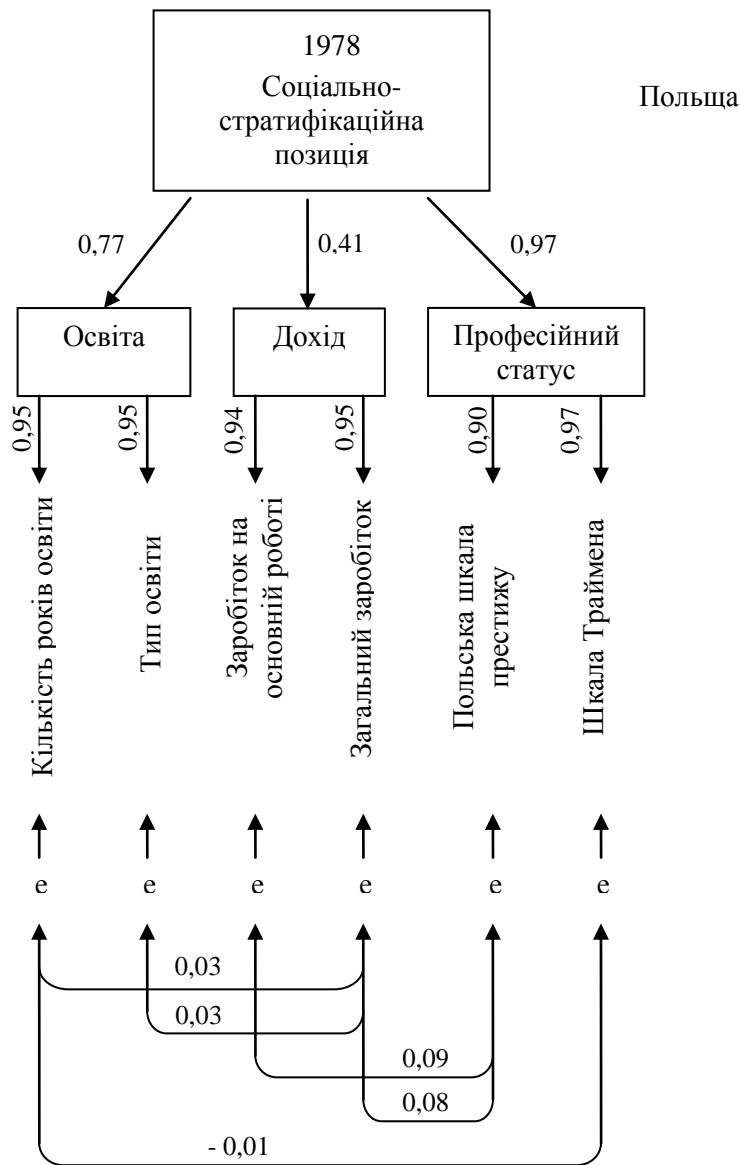 1978
Соціально-
стратифікаційна
позиція
Польща
0,77
0,41
0,97
Освіта
Дохід
Професійний
статус
0,95
0,95
0,94
0,95
0,90
0,97
Кількість років освіти
Тип освіти
Заробіток на
основній роботі
Загальний заробіток
Польська шкала
престижу
Шкала Траймена
е
е
е
е
е
е
0,03
0,03
0,09
0,08
- 0,01